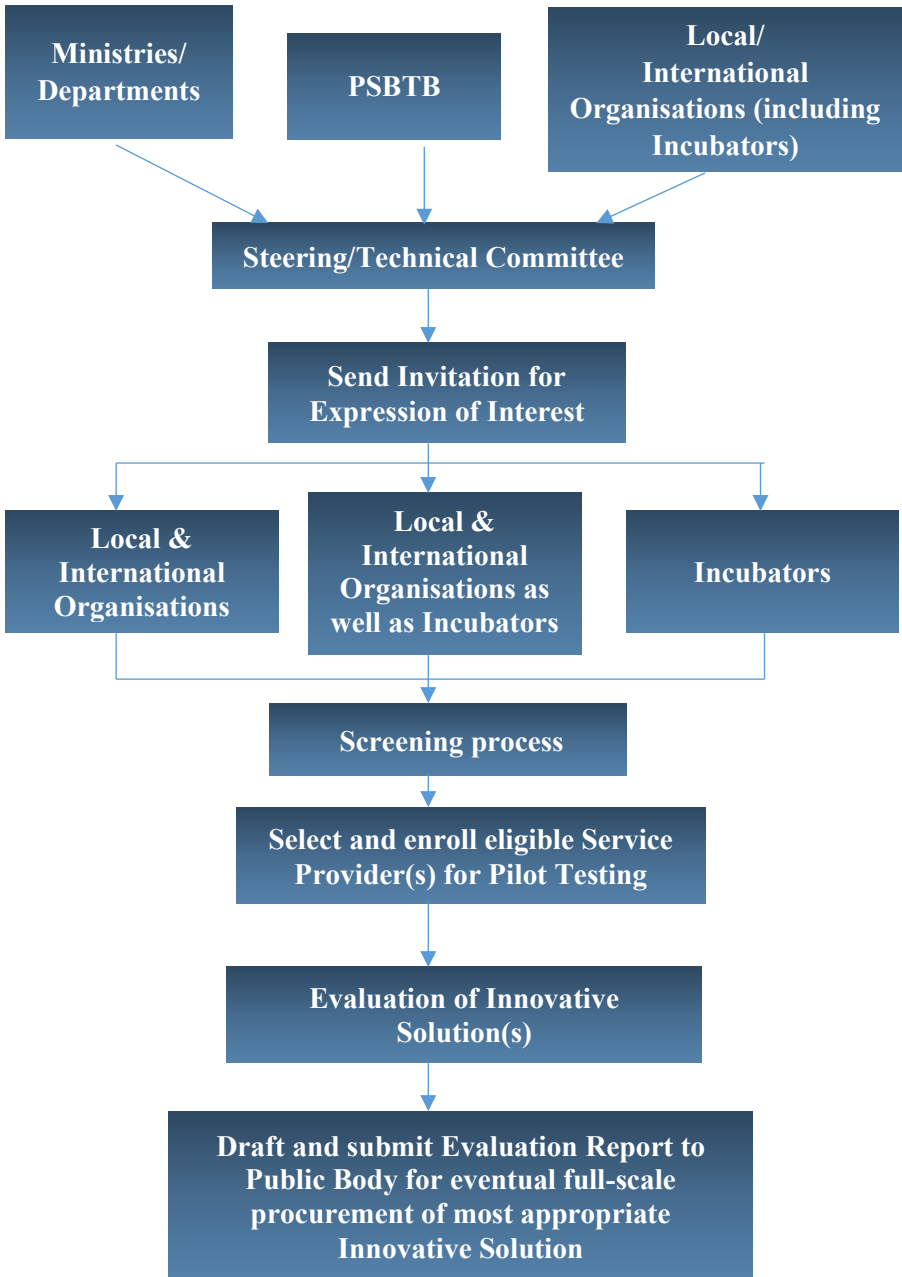 Ministries/
Departments
PSBTB
Local/
International
Organisations (including
Incubators)
Steering/Technical Committee
Send Invitation for
Expression of Interest
Local &
International
Organisations
Local &
International
Organisations as
well as Incubators
Incubators
Screening process
Select and enroll eligible Service
Provider(s) for Pilot Testing
Evaluation of Innovative
Solution(s)
Draft and submit Evaluation Report to
Public Body for eventual full-scale
procurement of most appropriate
Innovative Solution